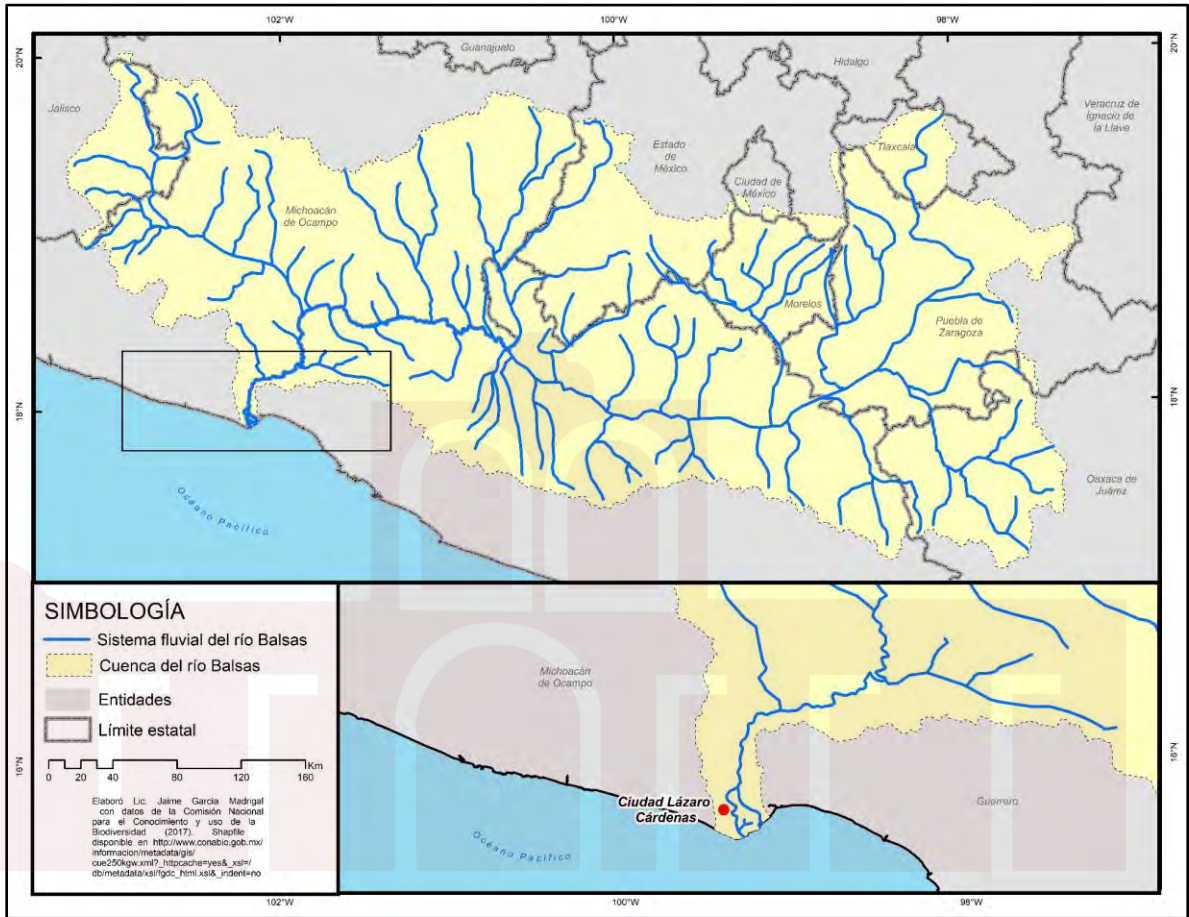 102°W
100°W
98°W
20°N
20°N
Guanajuato
Hidalgo
Jalisco
Veracruz de
Ignacio de
la Llave
Estado
de
México
Tlaxcala
Ciudad de
México
Michoacán
de Ocampo
Morelos
Puebla de
Zaragoza
18°N
18°N
Oaxaca de
Juárez
Océano Pacífico
SIMBOLOGÍA
Sistema fluvial del río Balsas
Cuenca del río Balsas
Entidades
Límite estatal
Km
0 20 40 80 120 160
16°N
16°N
Elaboró Lic. Jaime García Madrigal
con datos de la Comisión Nacional
para el Conocimiento y uso de la
Biodiversidad (2017). Shapfile
disponible en http://www.conabio.gob.mx/
informacion/metadata/gis/
cue250kgw.xml?_httpcache=yes&_xsl=/
db/metadata/xsl/fgdc_html.xsl&_indent=no
Michoacán
de Ocampo
Ciudad Lázaro
Cárdenas
Guerrero
Océano Pacífico
102°W
100°W
98°W